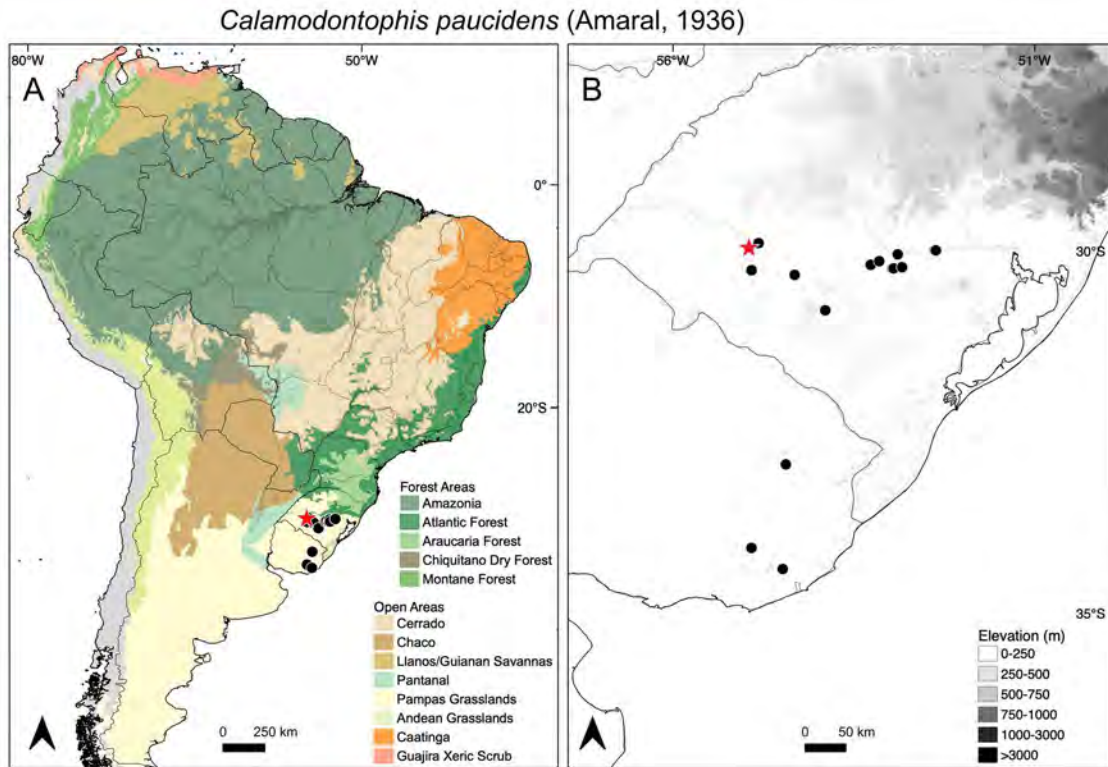 Calamodontophis paucidens (Amaral, 1936)
80°W
50°W
A
0°
20°S
Forest Areas
Amazonia
Atlantic Forest
Araucaria Forest
Chiquitano Dry Forest
Montane Forest
Open Areas
Cerrado
Chaco
Llanos/Guianan Savannas
Pantanal
Pampas Grasslands
Andean Grasslands
Caatinga
Guajira Xeric Scrub
0 250 km
56°W
51°W
B
30°S
35°S
Elevation (m)
0-250
250-500
500-750
750-1000
1000-3000
>3000
0 50 km